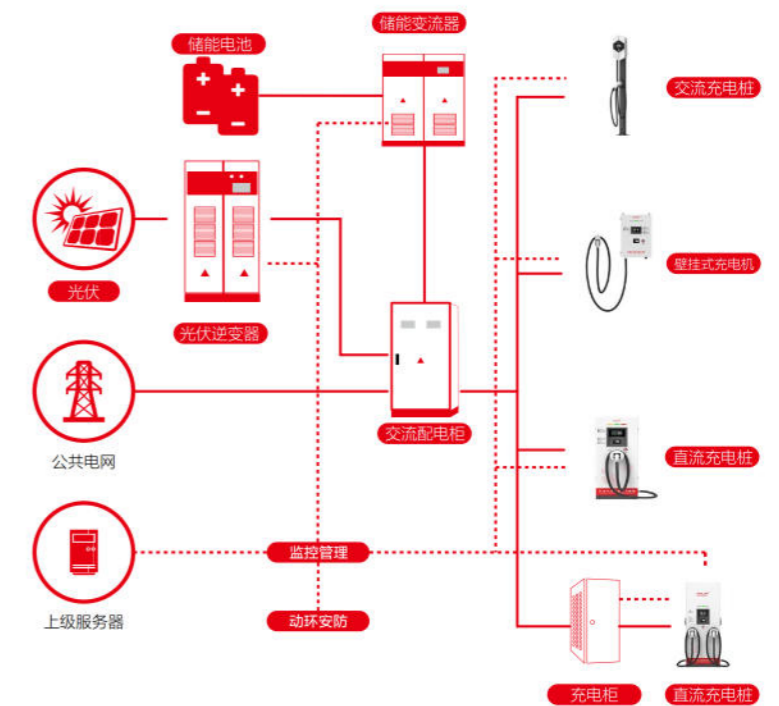 储能变流器
储能电池
交流充电桩
壁挂式充电机
光伏
光伏逆变器
交流配电柜
公共电网
直流充电桩
监控管理
上级服务器
动环安防
充电柜
直流充电桩